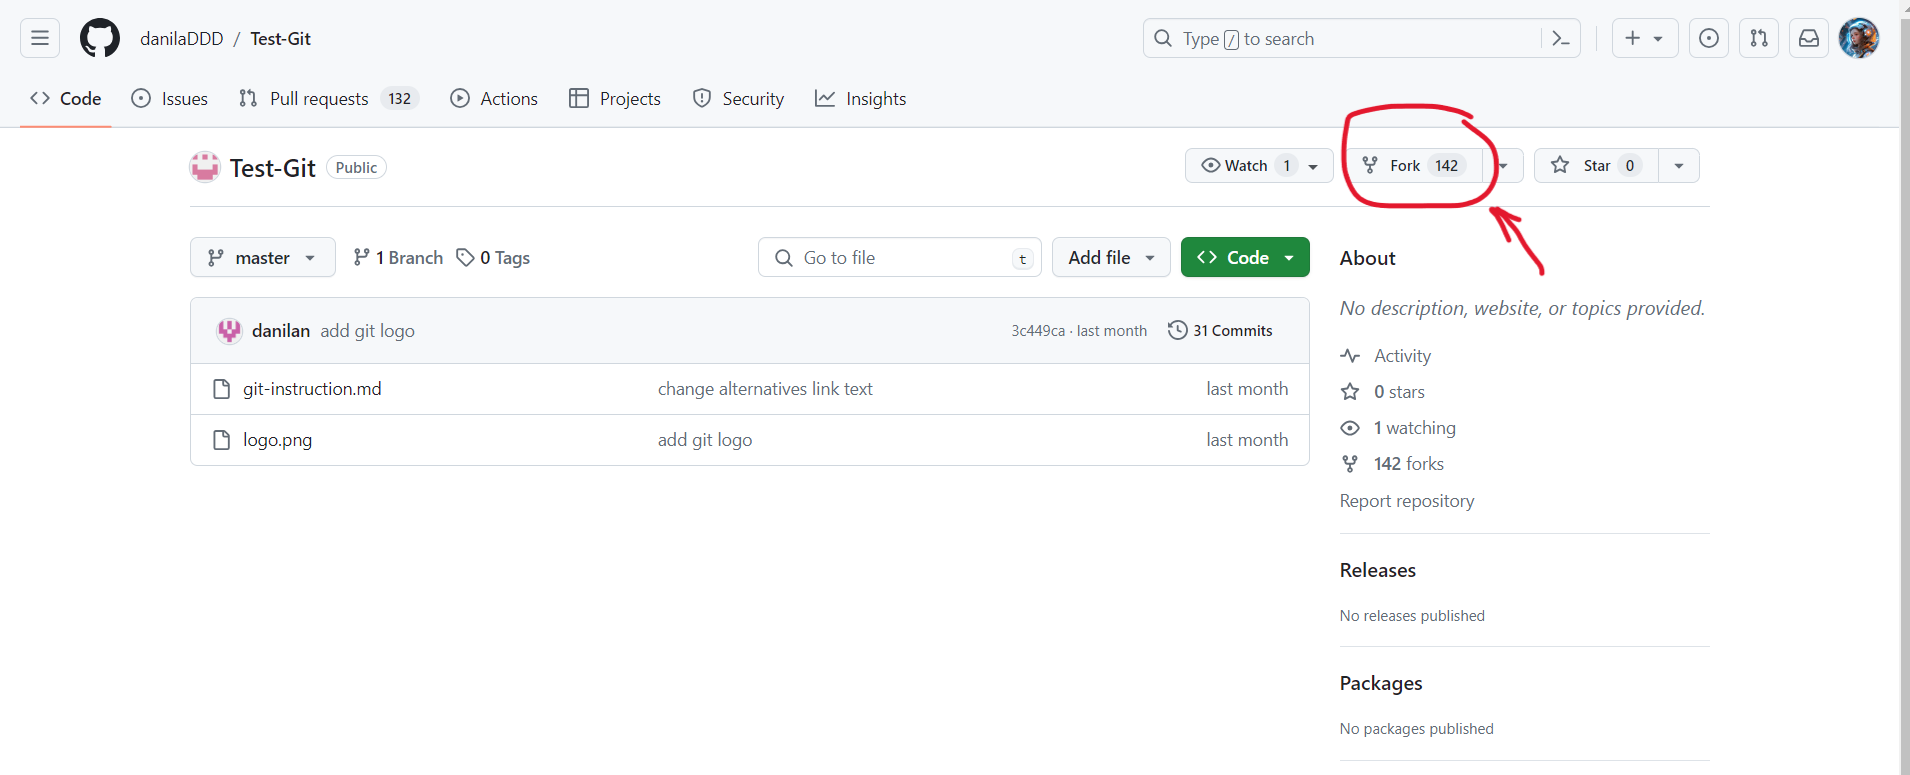 danilaDDD / Test-Git
Type / to search
Code Issues Pull requests 132 Actions Projects Security Insights
Test-Git Public
Watch 1 Fork 142 Star 0
master 1 Branch 0 Tags
Go to file t Add file Code
danilan add git logo 3c449ca · last month 31 Commits
git-instruction.md change alternatives link text last month
logo.png add git logo last month
About
No description, website, or topics provided.
Activity
0 stars
1 watching
142 forks
Report repository
Releases
No releases published
Packages
No packages published